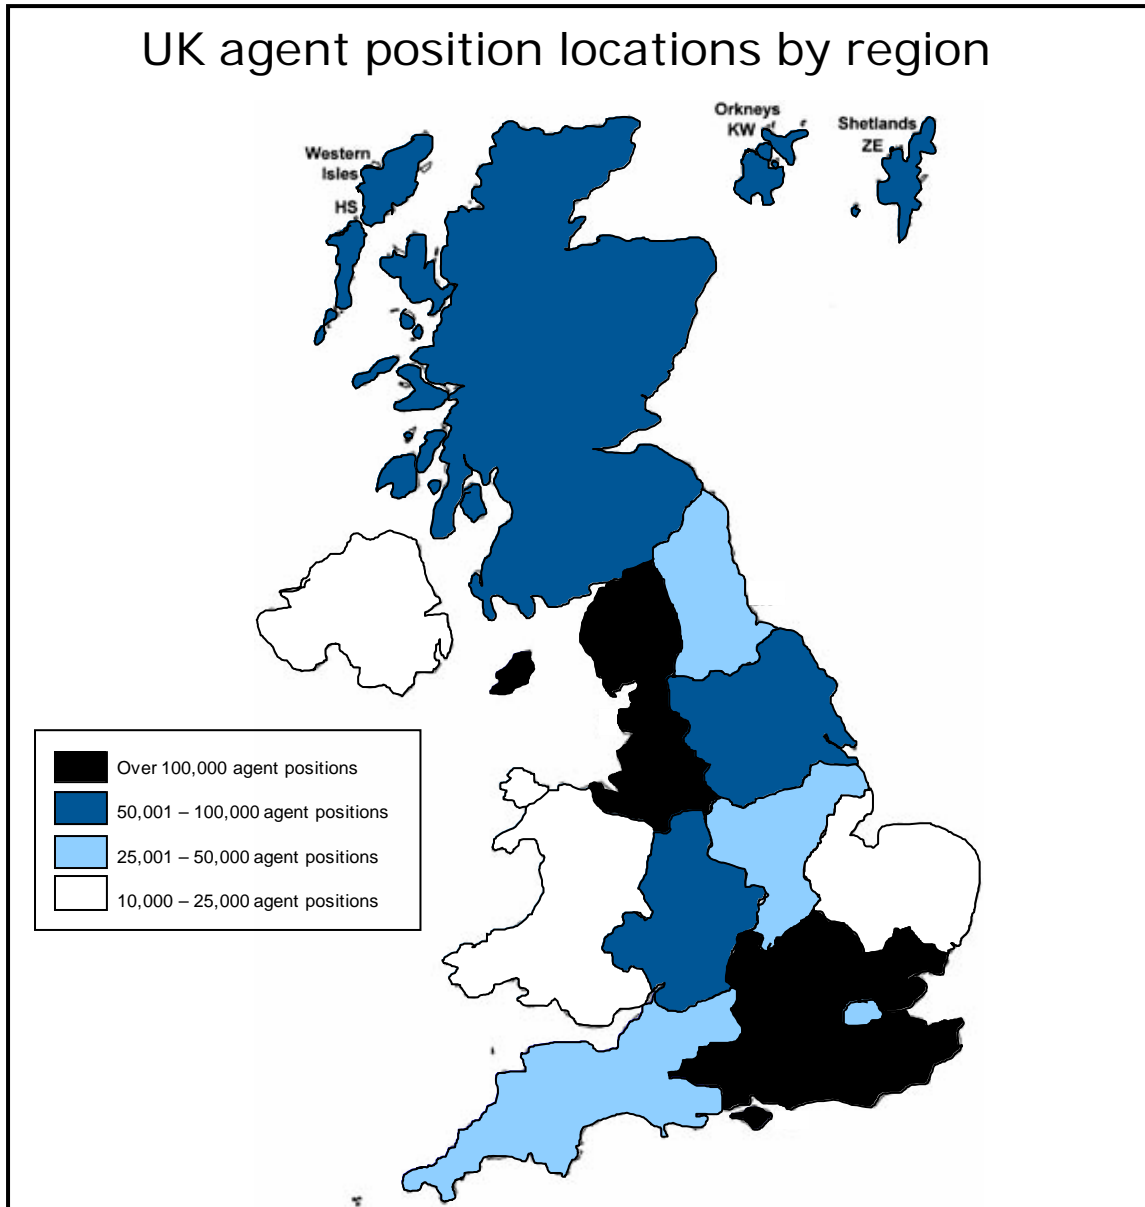 UK agent position locations by region
Orkneys
KW
Shetlands
ZE
Western
Isles
HS
Over 100,000 agent positions
50,001 – 100,000 agent positions
25,001 – 50,000 agent positions
10,000 – 25,000 agent positions